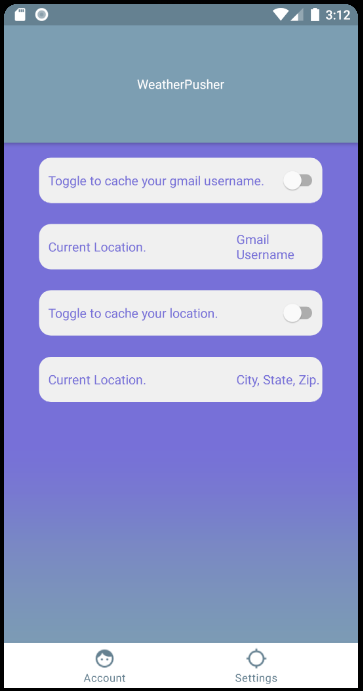 3:12
WeatherPusher
Toggle to cache your gmail username.
Current Location.
Gmail
Username
Toggle to cache your location.
Current Location.
City, State, Zip.
Account
Settings